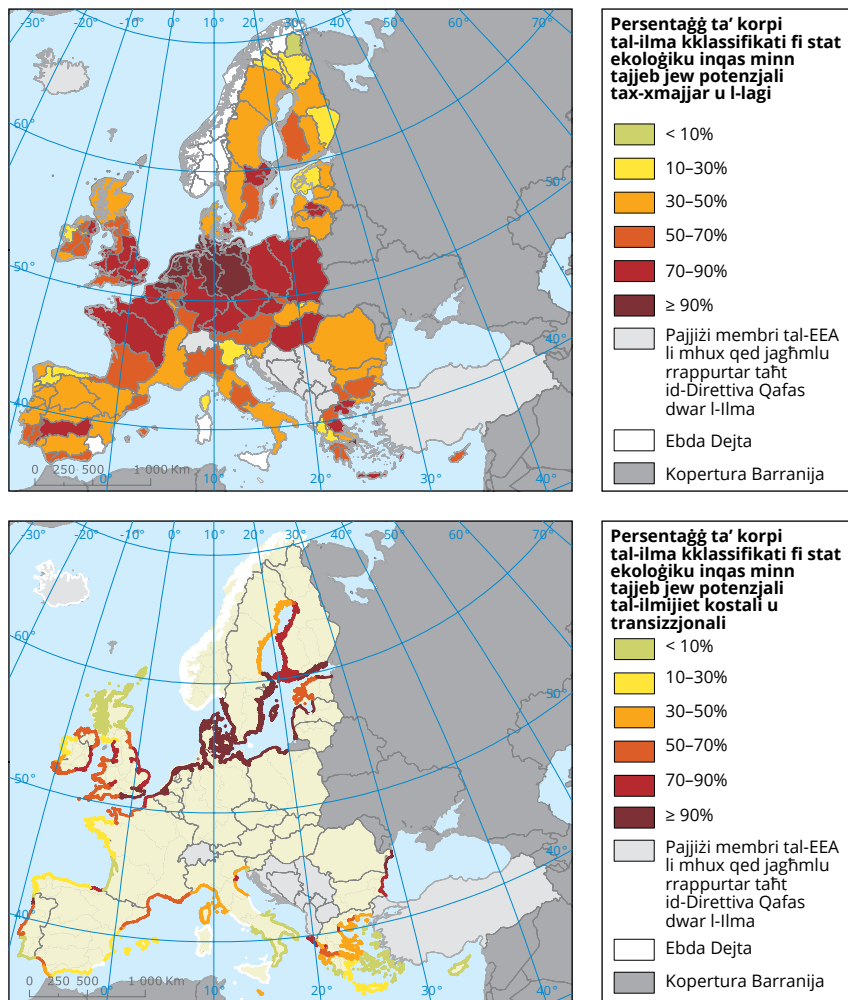 -30° -20° -10° 0° 10° 20° 30° 40° 50° 60°
60°
60°
50°
50°
40°
40°
0 250 500 1 000 Km
0° 10° 20° 30° 40°
Persentaġġ ta' korpi
tal-ilma kklassifikati fi stat
ekoloġiku inqas minn
tajjeb jew potenzjali
tax-xmajjar u l-lagi
< 10%
10–30%
30–50%
50–70%
70–90%
≥ 90%
Pajjiżi membri tal-EEA
li mhux qed jagħmlu
rrappurtar taħt
id-Direttiva Qafas
dwar l-Ilma
Ebda Dejta
Kopertura Barranija
-30° -20° -10° 0° 10° 20° 30° 40° 50° 60°
60°
60°
50°
50°
40°
40°
0 250 500 1 000 Km
0° 10° 20° 30° 40°
Persentaġġ ta' korpi
tal-ilma kklassifikati fi stat
ekoloġiku inqas minn
tajjeb jew potenzjali
tal-ilmijiet kostali u
transizzjonali
< 10%
10–30%
30–50%
50–70%
70–90%
≥ 90%
Pajjiżi membri tal-EEA
li mhux qed jagħmlu
rrappurtar taħt
id-Direttiva Qafas
dwar l-Ilma
Ebda Dejta
Kopertura Barranija